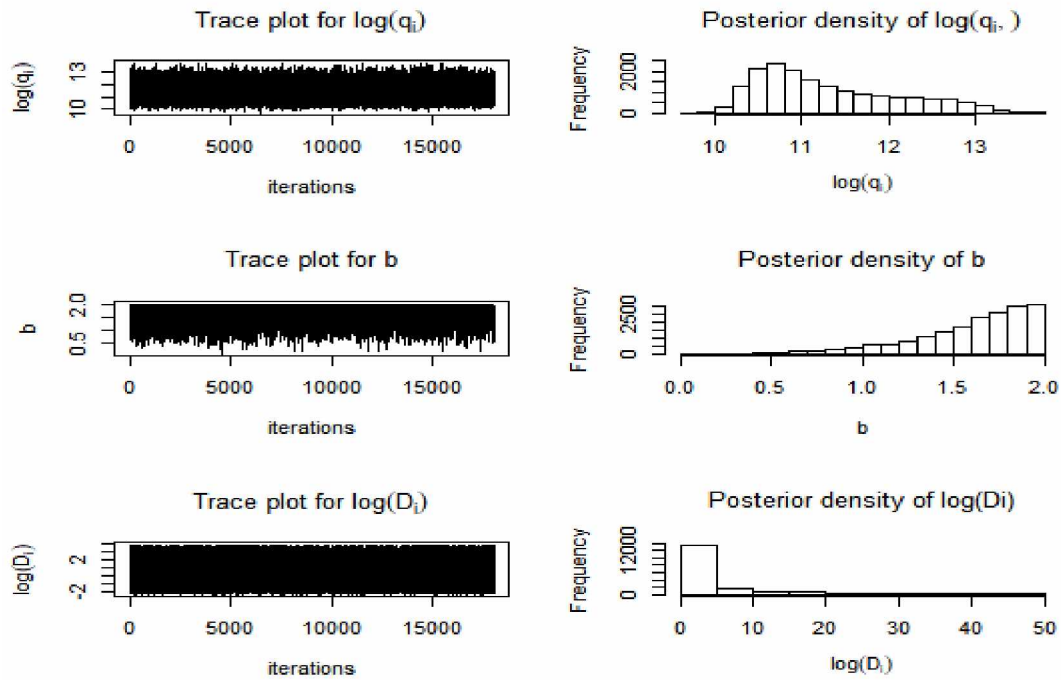 Trace plot for log(qᵢ)
log(qᵢ)
13
10
0 5000 10000 15000
iterations
Posterior density of log(qᵢ, )
Frequency
2000
0
10 11 12 13
log(qᵢ)
Trace plot for b
b
2.0
0.5
0 5000 10000 15000
iterations
Posterior density of b
Frequency
2500
0
0.0 0.5 1.0 1.5 2.0
b
Trace plot for log(Dᵢ)
log(Dᵢ)
2
-2
0 5000 10000 15000
iterations
Posterior density of log(Di)
Frequency
12000
0
0 10 20 30 40 50
log(Dᵢ)